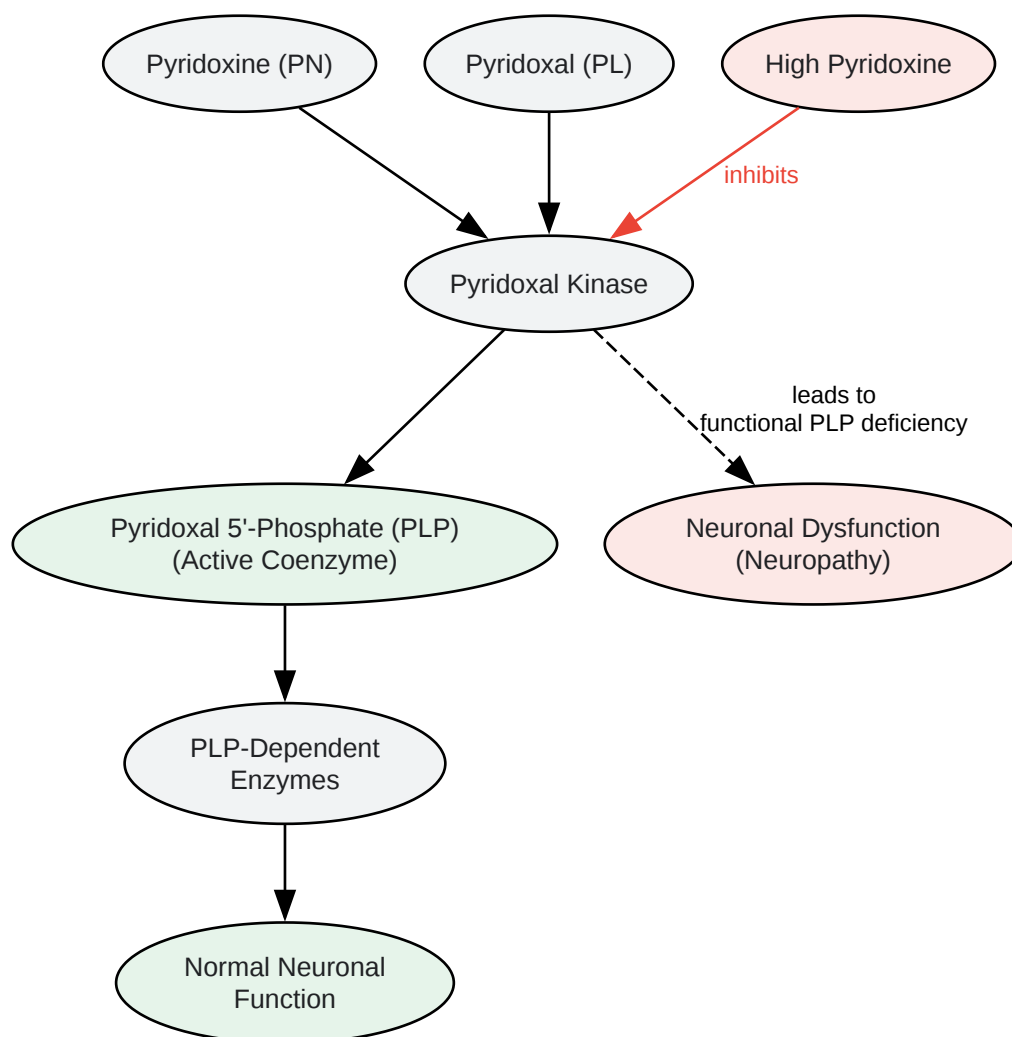 Pyridoxine (PN)
Pyridoxal (PL)
High Pyridoxine
inhibits
Pyridoxal Kinase
leads to
functional PLP deficiency
Pyridoxal 5'-Phosphate (PLP)
(Active Coenzyme)
Neuronal Dysfunction
(Neuropathy)
PLP-Dependent
Enzymes
Normal Neuronal
Function